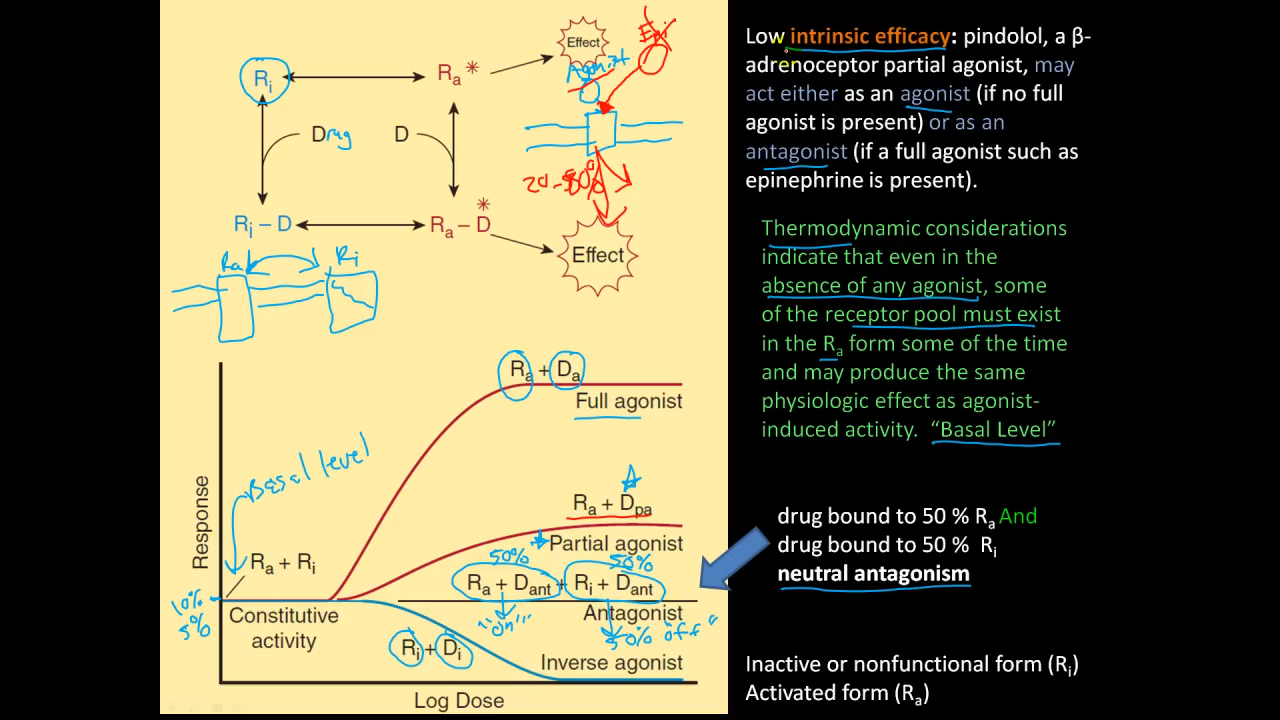 Effect
Epi
Agonist
Ri
Ra *
Drug
D
20-80%
*
Ri – D
Ra – D
Effect
Ra
Ri
Ra + Da
Full agonist
Basal level
Response
Ra + Dpa
Partial agonist
Ra + Ri
50%
50%
Ra + Dant + Ri + Dant
10%
5%
Constitutive
activity
Antagonist
"on"
50% "off"
Ri + Di
Inverse agonist
Log Dose
Low intrinsic efficacy: pindolol, a β-
adrenoceptor partial agonist, may
act either as an agonist (if no full
agonist is present) or as an
antagonist (if a full agonist such as
epinephrine is present).
Thermodynamic considerations
indicate that even in the
absence of any agonist, some
of the receptor pool must exist
in the Ra form some of the time
and may produce the same
physiologic effect as agonist-
induced activity. “Basal Level”
drug bound to 50 % Ra And
drug bound to 50 % Ri
neutral antagonism
Inactive or nonfunctional form (Ri)
Activated form (Ra)